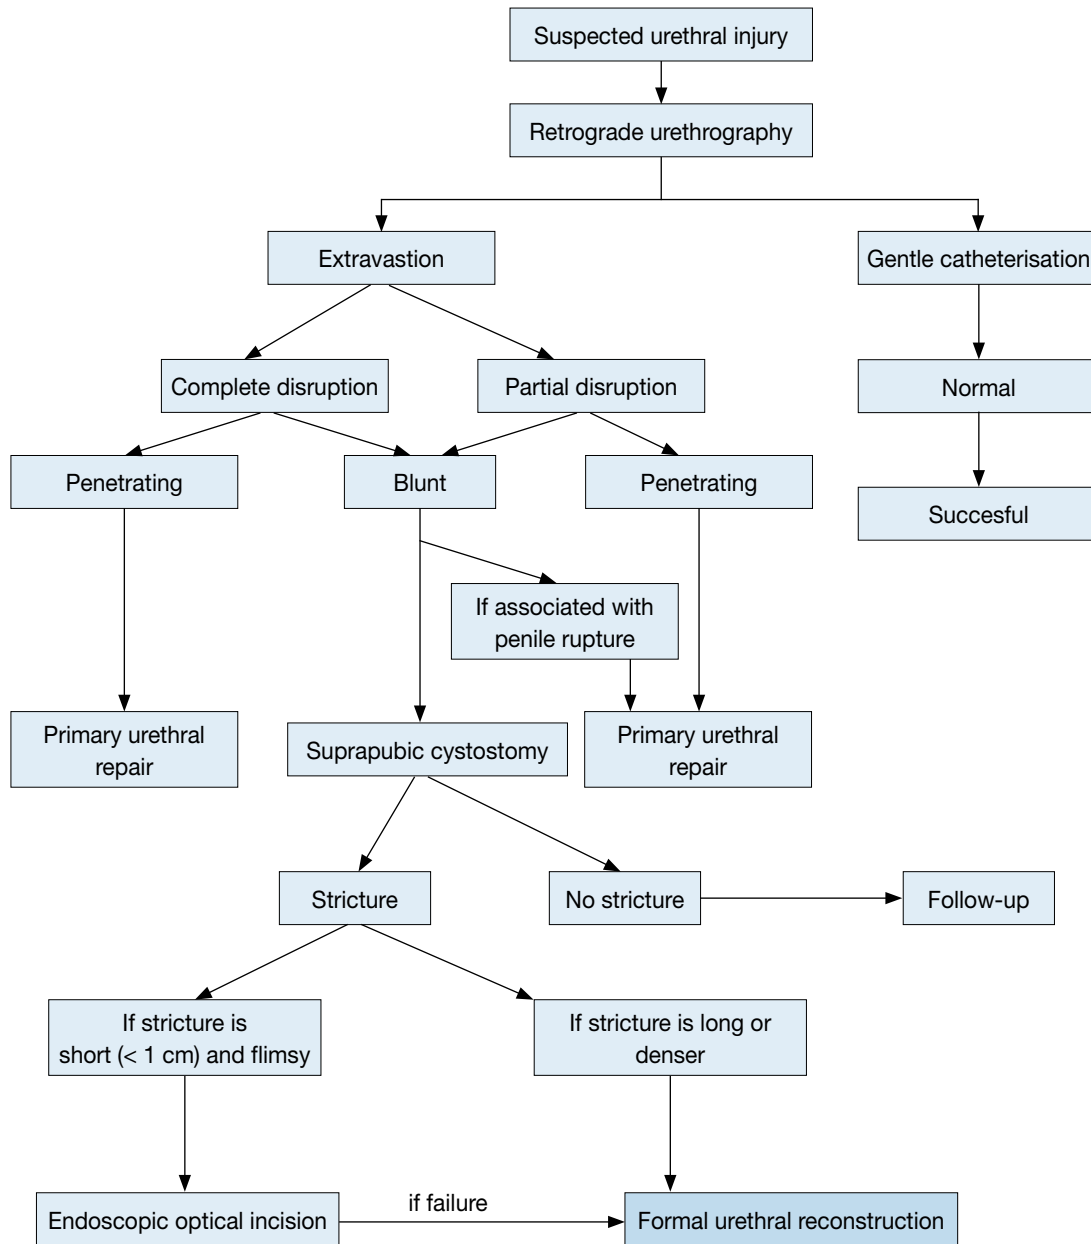 Suspected urethral injury
Retrograde urethrography
Extravastion
Gentle catheterisation
Complete disruption
Partial disruption
Normal
Penetrating
Blunt
Penetrating
Succesful
If associated with
penile rupture
Primary urethral
repair
Suprapubic cystostomy
Primary urethral
repair
Stricture
No stricture
Follow-up
If stricture is
short (< 1 cm) and flimsy
If stricture is long or
denser
Endoscopic optical incision
if failure
Formal urethral reconstruction